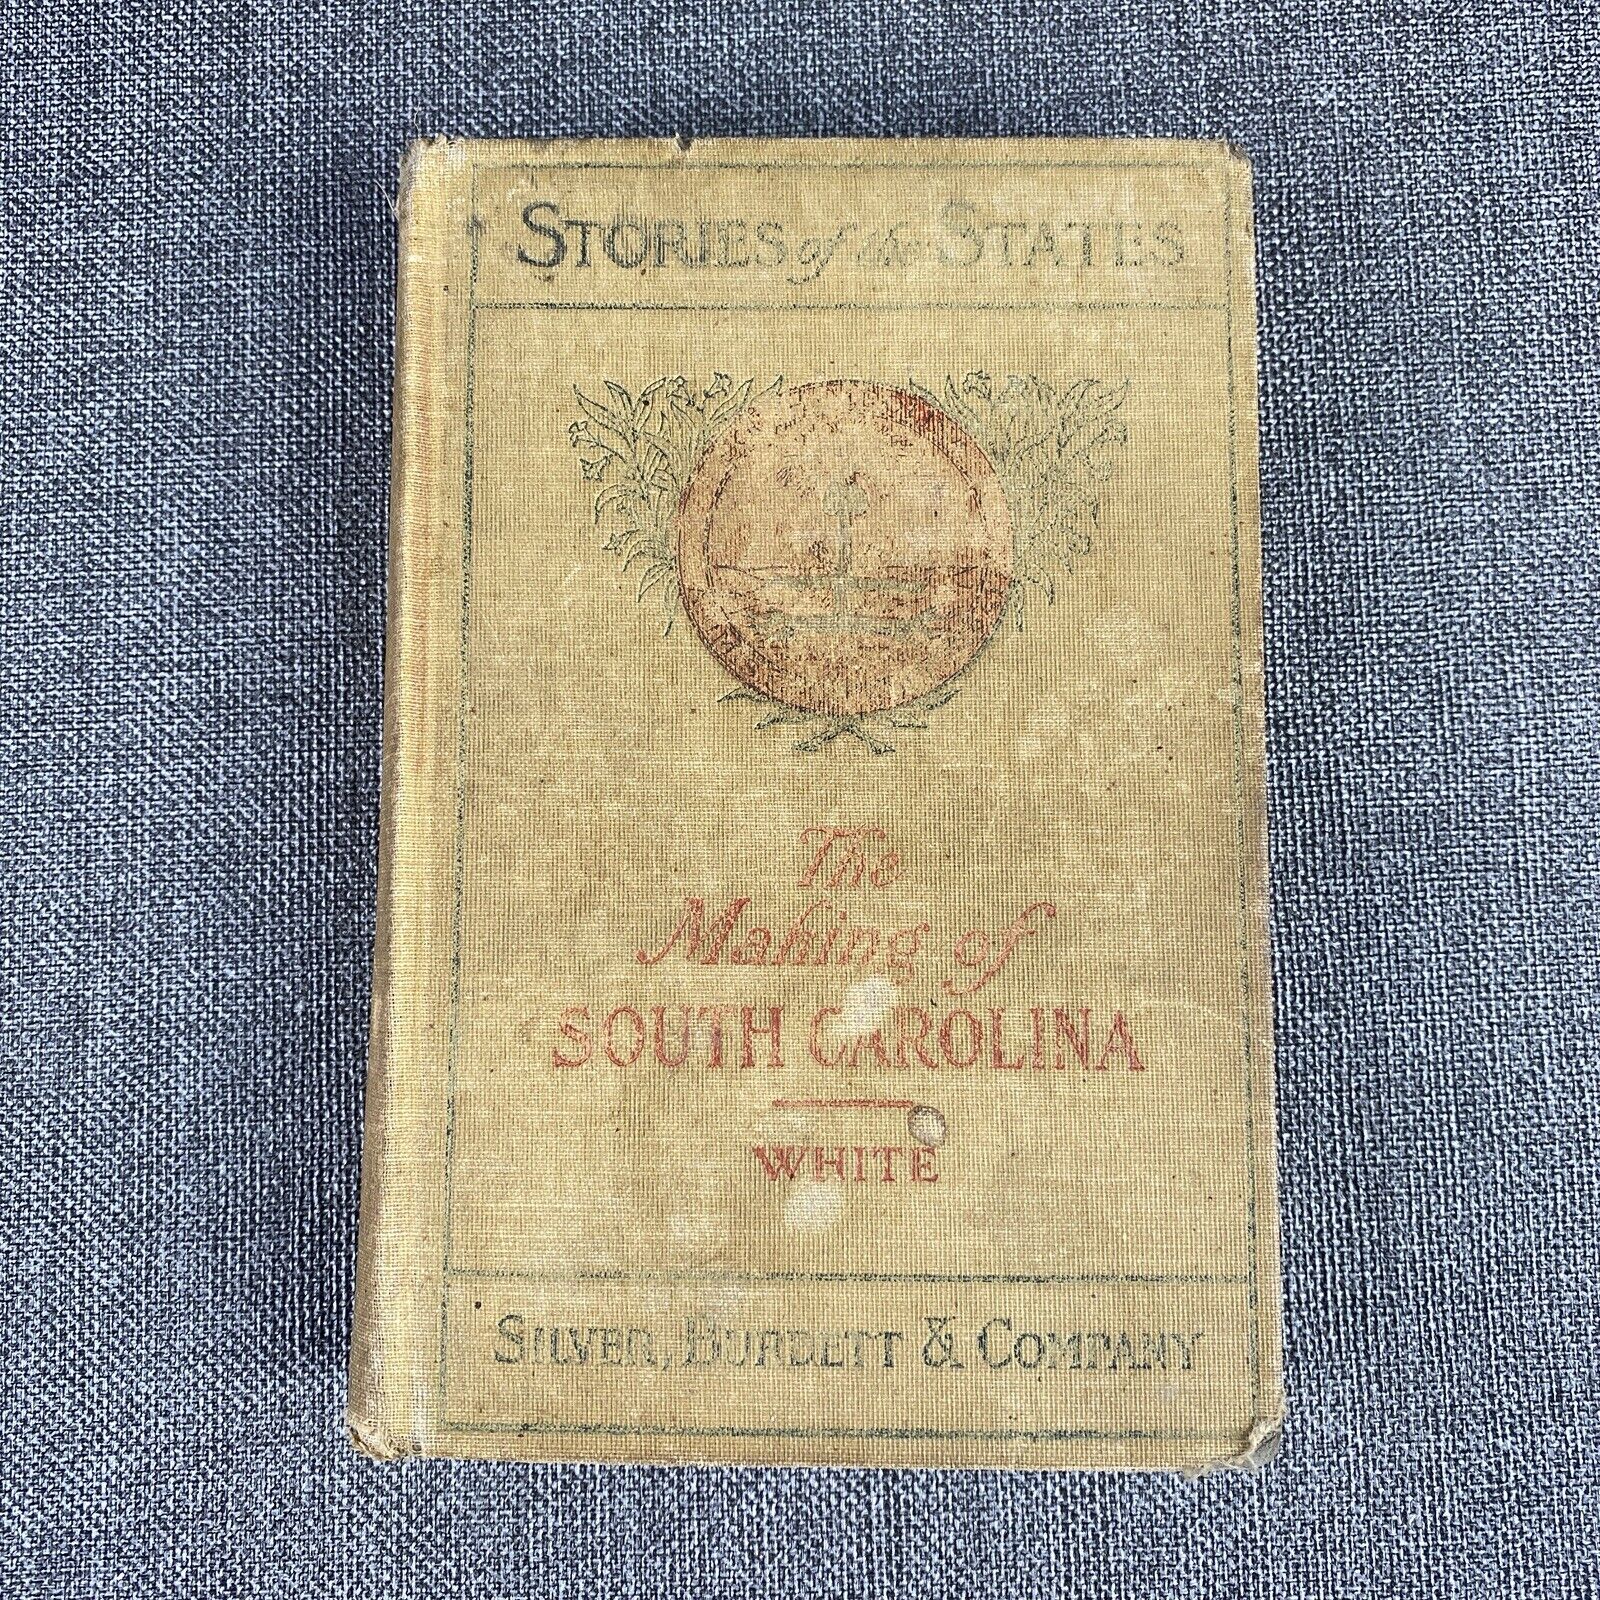 STORIES of the STATES
The
Making of
SOUTH CAROLINA
WHITE
SILVER, BURDETT & COMPANY